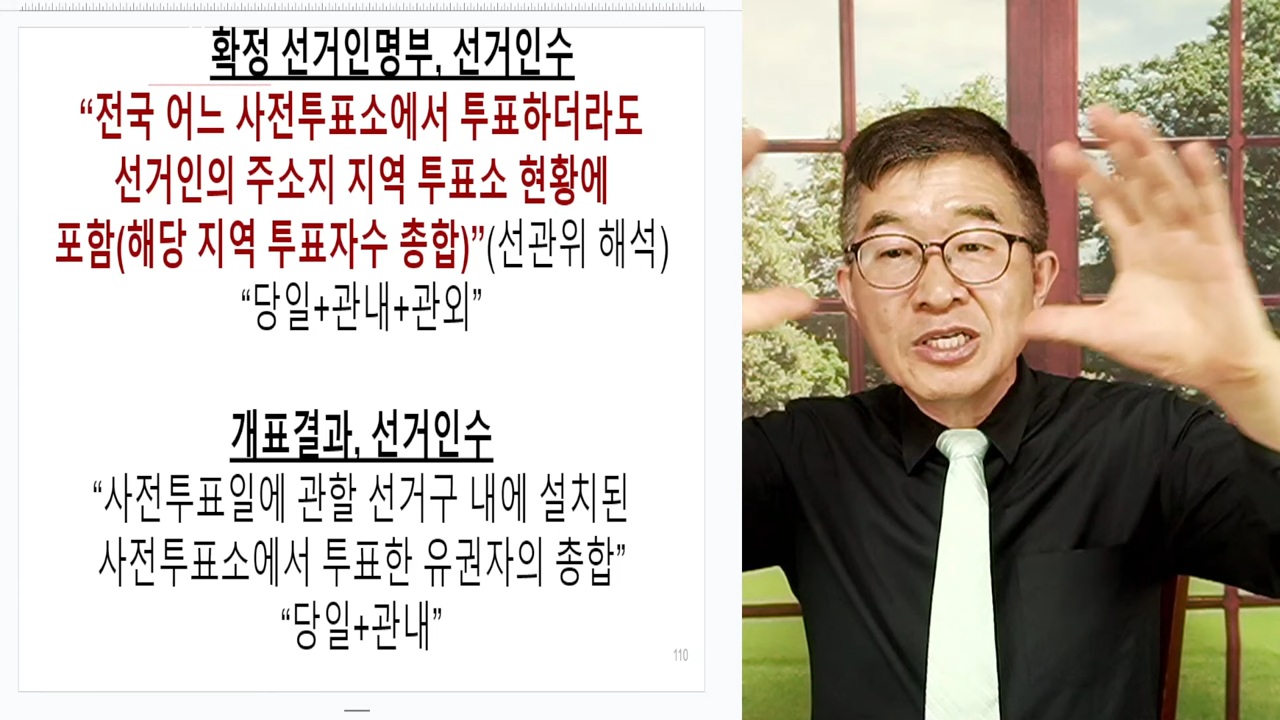 확정 선거인명부, 선거인수
“전국 어느 사전투표소에서 투표하더라도
선거인의 주소지 지역 투표소 현황에
포함(해당 지역 투표자수 총합)”(선관위 해석)
“당일+관내+관외”
개표결과, 선거인수
“사전투표일에 관할 선거구 내에 설치된
사전투표소에서 투표한 유권자의 총합”
“당일+관내”
110